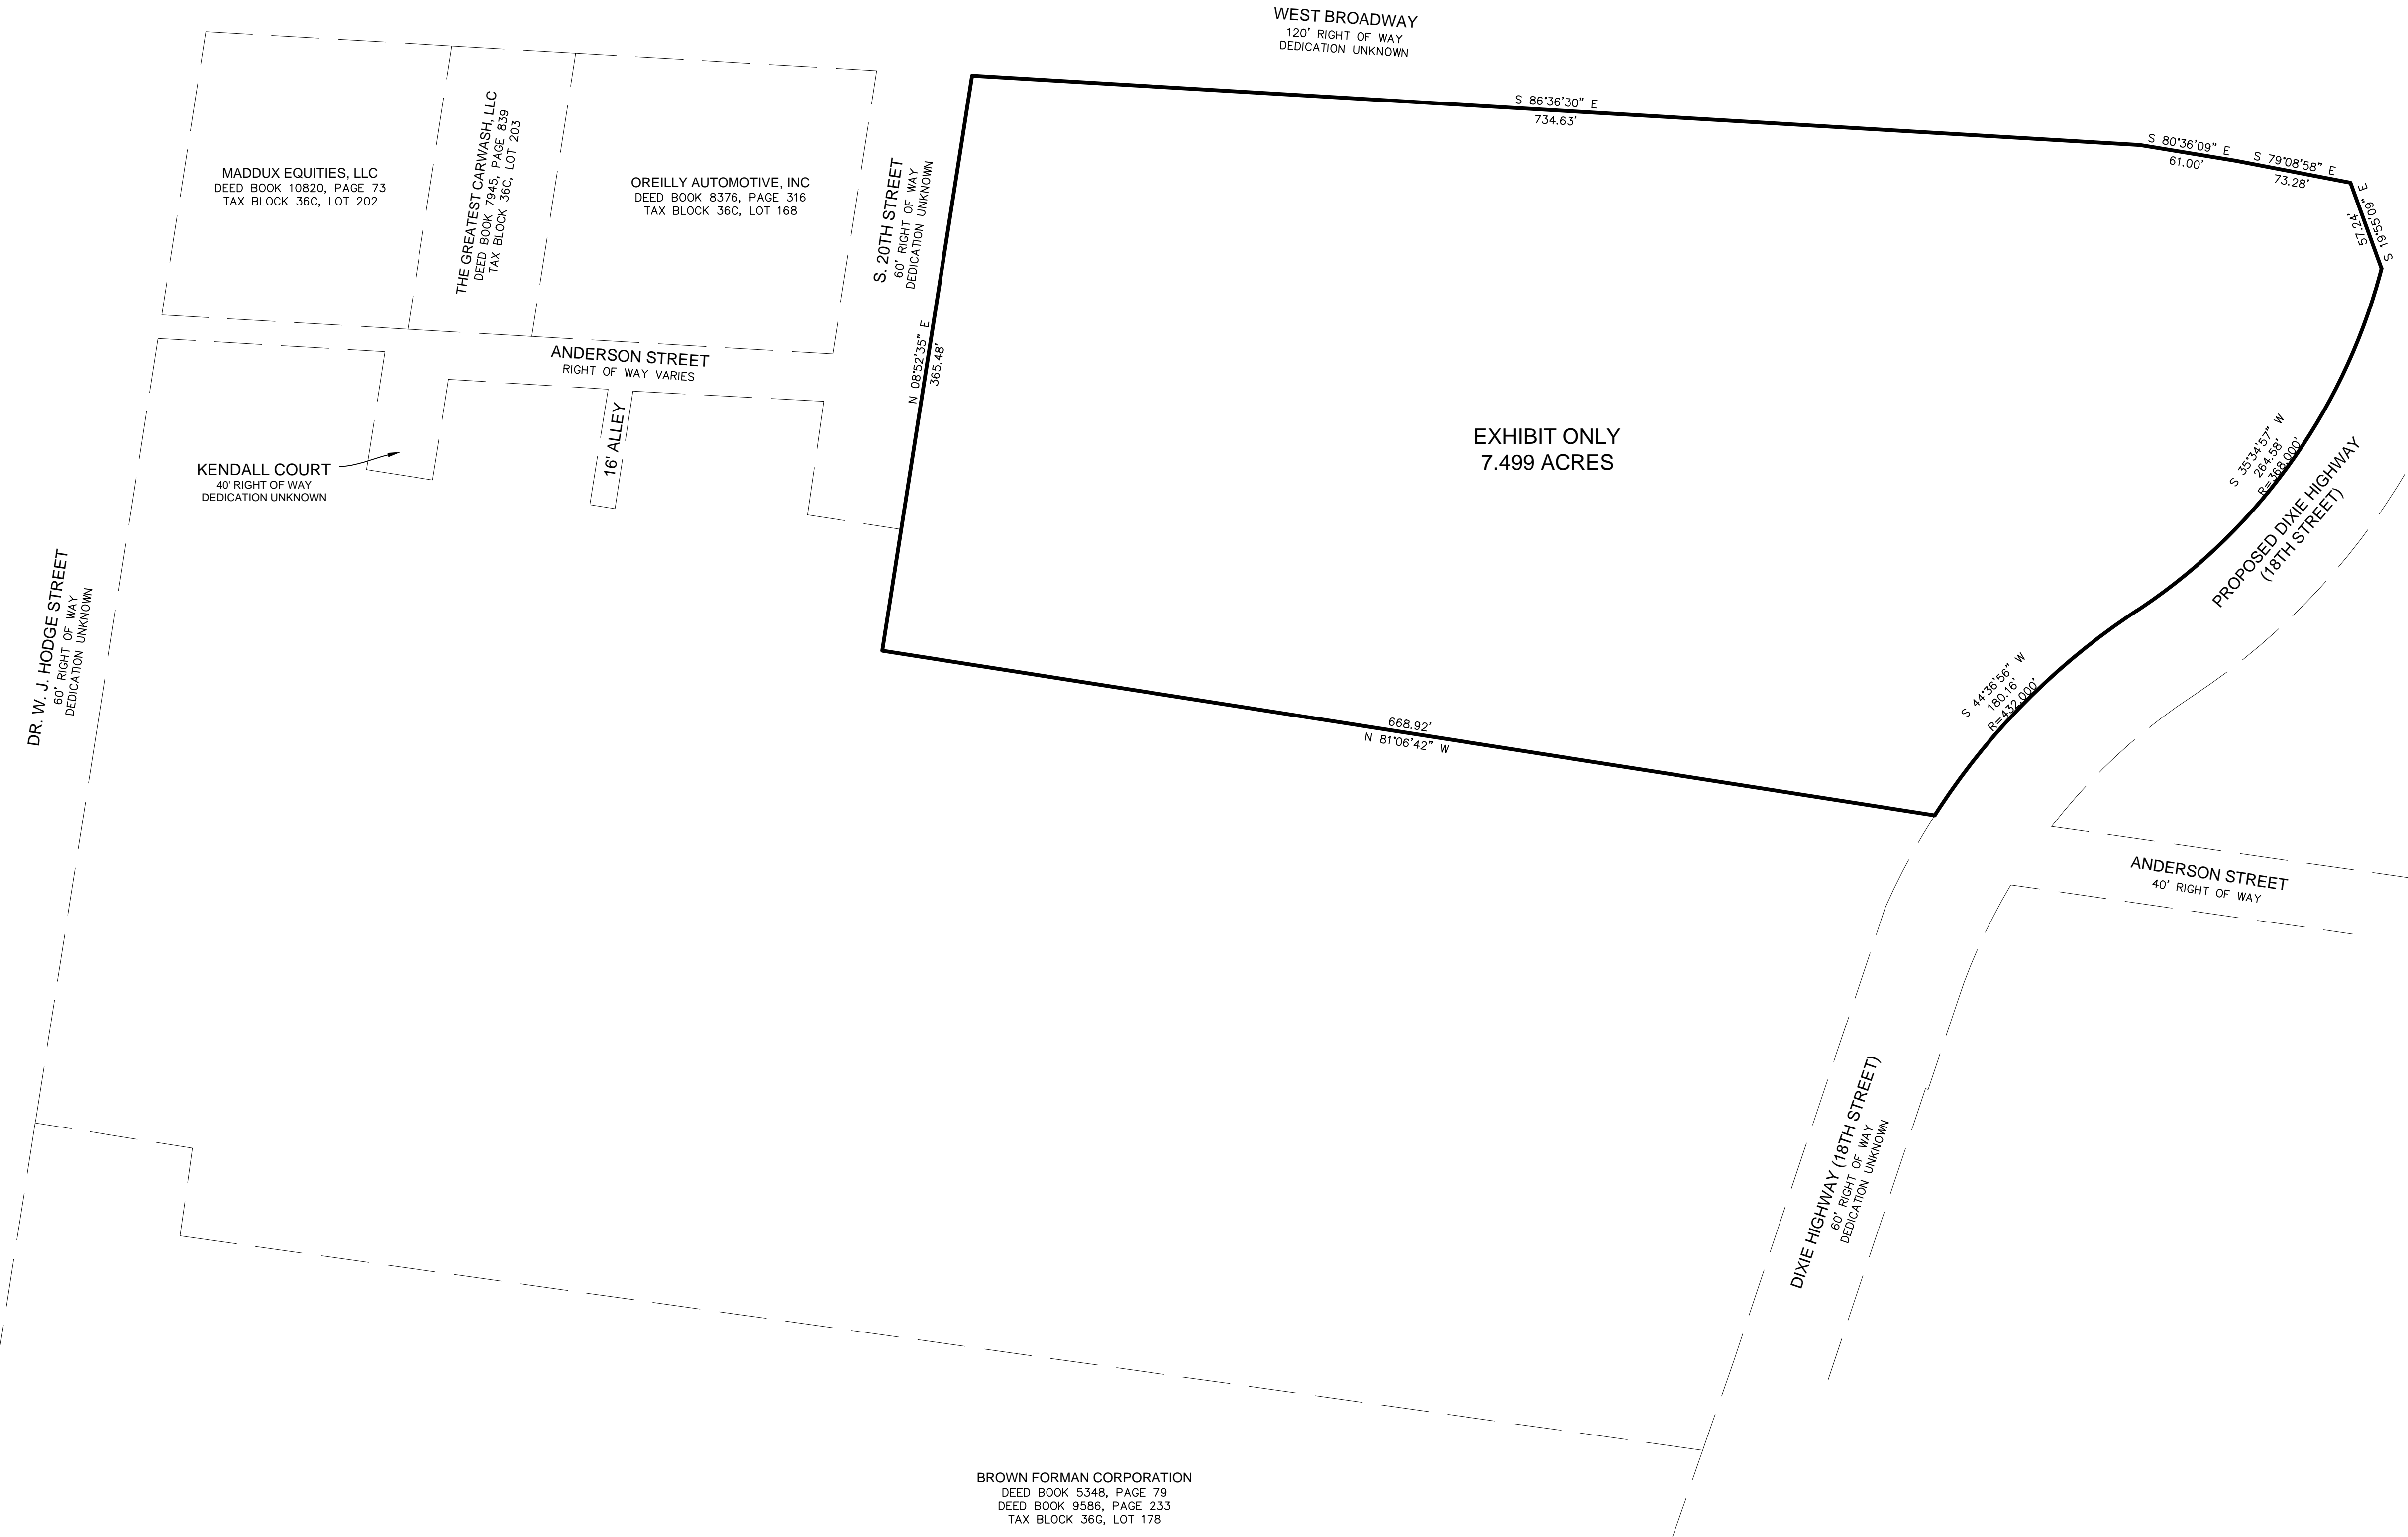 WEST BROADWAY
120' RIGHT OF WAY
DEDICATION UNKNOWN
S 86°36'30" E
734.63'
S 80°36'09" E
61.00'
S 79°08'58" E
73.28'
S 19°55'09" E
57.24'
MADDUX EQUITIES, LLC
DEED BOOK 10820, PAGE 73
TAX BLOCK 36C, LOT 202
THE GREATEST CARWASH, LLC
DEED BOOK 7945, PAGE 839
TAX BLOCK 36C, LOT 203
OREILLY AUTOMOTIVE, INC
DEED BOOK 8376, PAGE 316
TAX BLOCK 36C, LOT 168
S. 20TH STREET
60' RIGHT OF WAY
DEDICATION UNKNOWN
N 08°52'35" E
365.48'
ANDERSON STREET
RIGHT OF WAY VARIES
16' ALLEY
KENDALL COURT
40' RIGHT OF WAY
DEDICATION UNKNOWN
EXHIBIT ONLY
7.499 ACRES
S 35°34'57" W
264.58'
R=368.000'
PROPOSED DIXIE HIGHWAY
(18TH STREET)
DR. W. J. HODGE STREET
60' RIGHT OF WAY
DEDICATION UNKNOWN
S 44°36'56" W
180.16'
R=432.000'
668.92'
N 81°06'42" W
ANDERSON STREET
40' RIGHT OF WAY
DIXIE HIGHWAY (18TH STREET)
60' RIGHT OF WAY
DEDICATION UNKNOWN
BROWN FORMAN CORPORATION
DEED BOOK 5348, PAGE 79
DEED BOOK 9586, PAGE 233
TAX BLOCK 36G, LOT 178